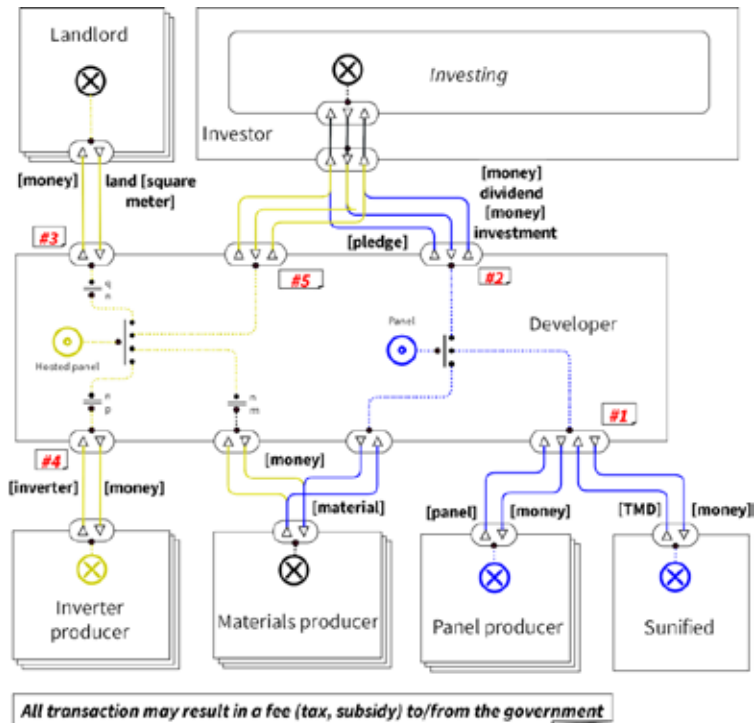 Landlord
Investing
Investor
[money]
land [square
meter]
[money]
dividend
[money]
investment
[pledge]
#3
#5
#2
q
n
Panel
Developer
Hosted panel
n
p
n
m
#1
#4
[money]
[inverter]
[money]
[material]
[panel]
[money]
[TMD]
[money]
Inverter
producer
Materials producer
Panel producer
Sunified
All transaction may result in a fee (tax, subsidy) to/from the government